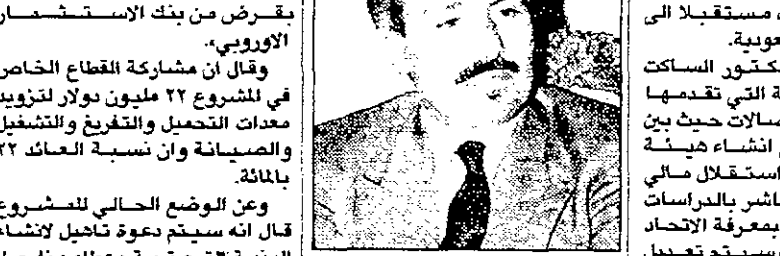 مستقبلا الى
عودية.
كتور الساكت
ة التي تقدمها
سالات حيث بين
انشاء هيئة
استقلال مالي
اشر بالدراسات
بمعرفة الاتحاد
سيتم تعديل
بقرض من بنك الاستثمار
الاوروبي».
وقال ان مشاركة القطاع الخاص
في المشروع ٢٢ مليون دولار لتزويد
معدات التحميل والتفريغ والتشغيل
والصيانة وان نسبة العائد ٢٢
بالمائة.
وعن الوضع الحالي للمشروع
قال انه سيتم دعوة تاهيل لانشاء